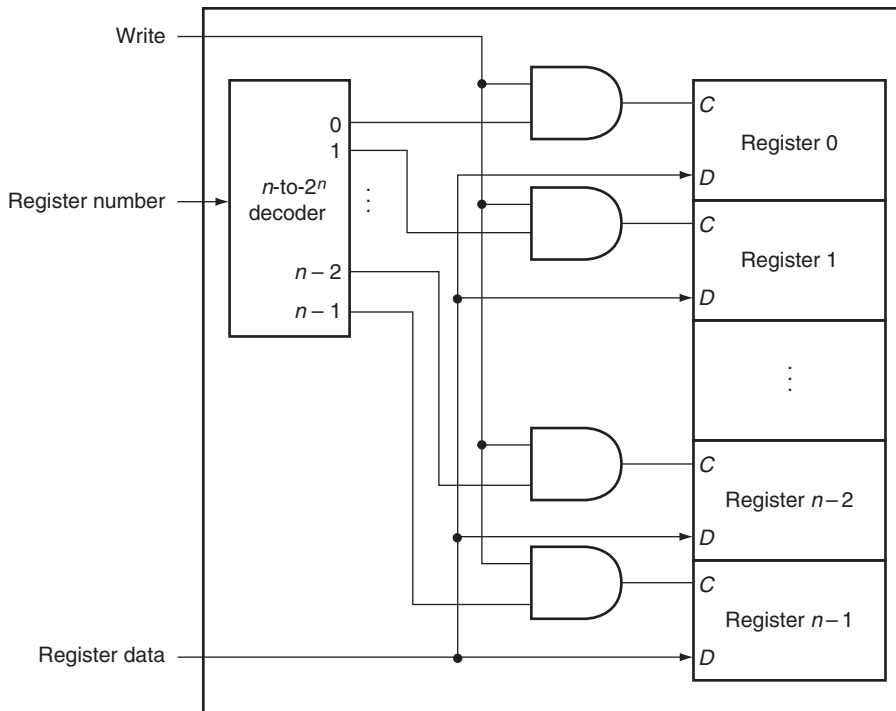 Write
Register number
Register data
n-to-2ⁿ
decoder
0
1
⋮
n – 2
n – 1
C
Register 0
D
C
Register 1
D
⋮
C
Register n – 2
D
C
Register n – 1
D